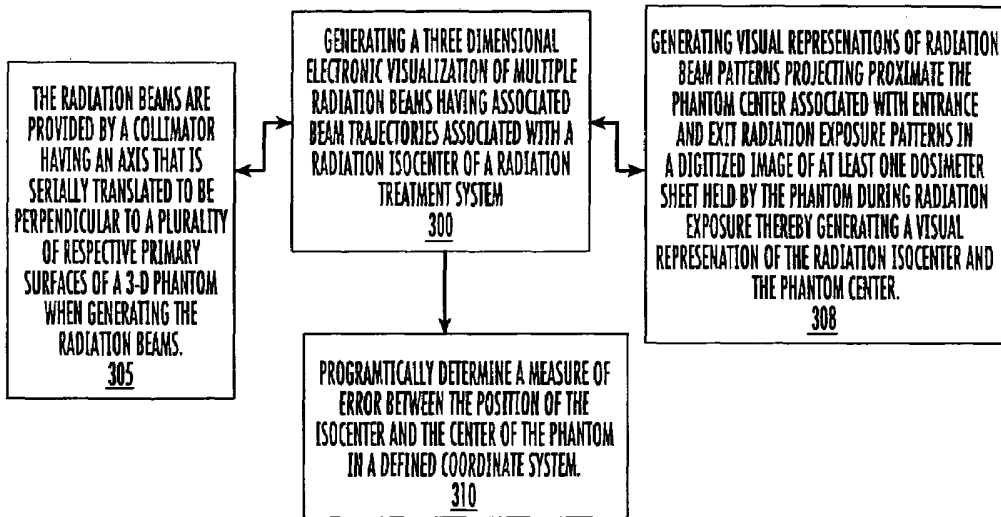 THE RADIATION BEAMS ARE
PROVIDED BY A COLLIMATOR
HAVING AN AXIS THAT IS
SERIALLY TRANSLATED TO BE
PERPENDICULAR TO A PLURALITY
OF RESPECTIVE PRIMARY
SURFACES OF A 3-D PHANTOM
WHEN GENERATING THE
RADIATION BEAMS.
305
GENERATING A THREE DIMENSIONAL
ELECTRONIC VISUALIZATION OF MULTIPLE
RADIATION BEAMS HAVING ASSOCIATED
BEAM TRAJECTORIES ASSOCIATED WITH A
RADIATION ISOCENTER OF A RADIATION
TREATMENT SYSTEM
300
GENERATING VISUAL REPRESENATIONS OF RADIATION
BEAM PATTERNS PROJECTING PROXIMATE THE
PHANTOM CENTER ASSOCIATED WITH ENTRANCE
AND EXIT RADIATION EXPOSURE PATTERNS IN
A DIGITIZED IMAGE OF AT LEAST ONE DOSIMETER
SHEET HELD BY THE PHANTOM DURING RADIATION
EXPOSURE THEREBY GENERATING A VISUAL
REPRESENATION OF THE RADIATION ISOCENTER AND
THE PHANTOM CENTER.
308
PROGRAMTICALLY DETERMINE A MEASURE OF
ERROR BETWEEN THE POSITION OF THE
ISOCENTER AND THE CENTER OF THE PHANTOM
IN A DEFINED COORDINATE SYSTEM.
310